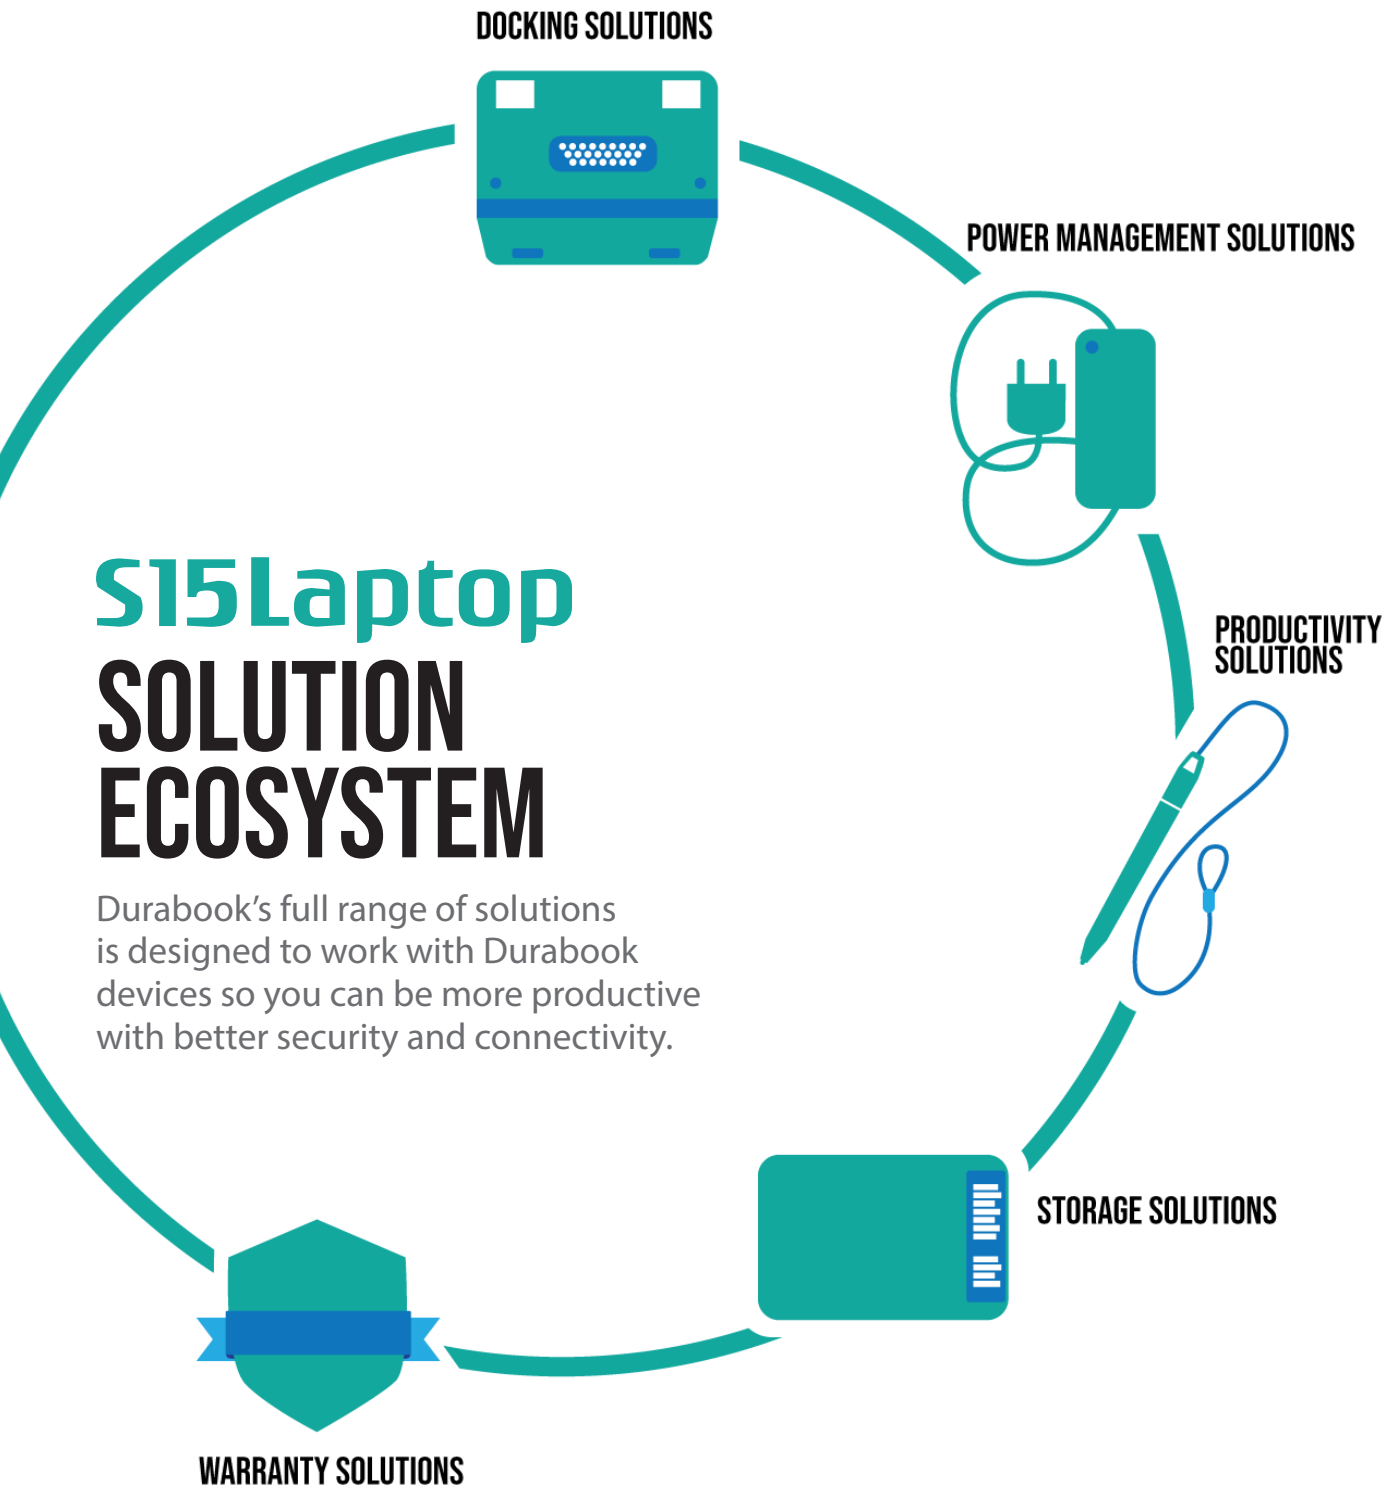 DOCKING SOLUTIONS
POWER MANAGEMENT SOLUTIONS
S15Laptop
SOLUTION
ECOSYSTEM
Durabook’s full range of solutions
is designed to work with Durabook
devices so you can be more productive
with better security and connectivity.
PRODUCTIVITY
SOLUTIONS
STORAGE SOLUTIONS
WARRANTY SOLUTIONS